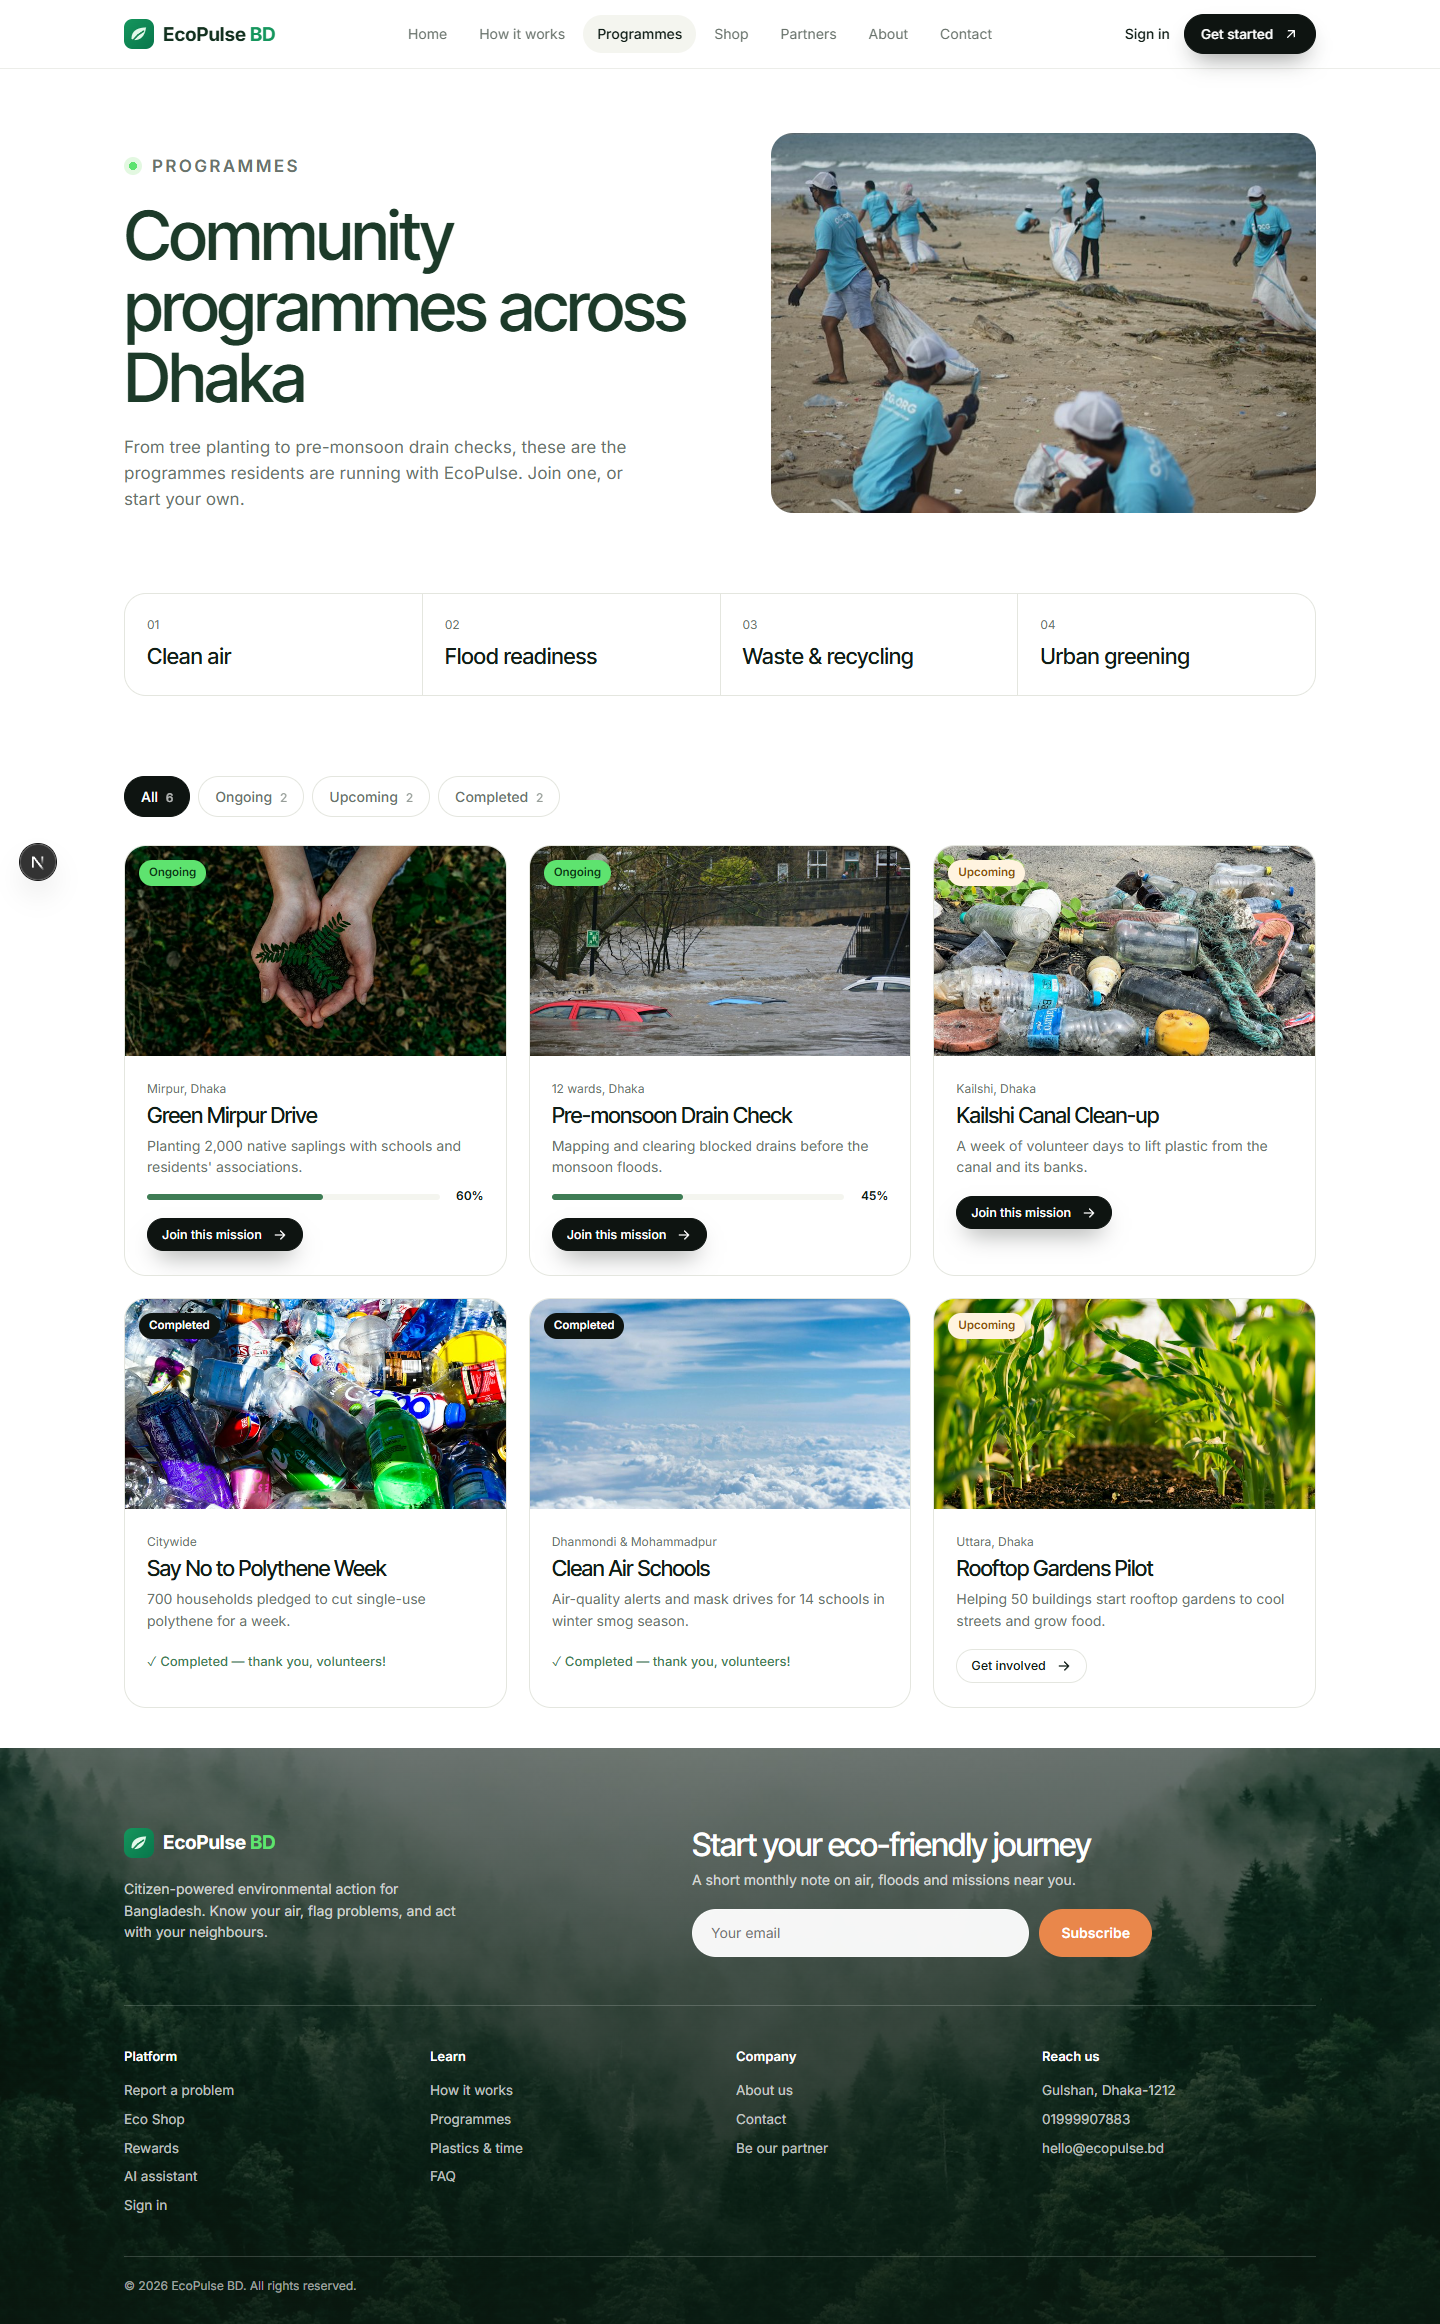 EcoPulse BD
Home
How it works
Programmes
Shop
Partners
About
Contact
Sign in
Get started
PROGRAMMES
Community
programmes across
Dhaka
From tree planting to pre-monsoon drain checks, these are the
programmes residents are running with EcoPulse. Join one, or
start your own.
01
Clean air
02
Flood readiness
03
Waste & recycling
04
Urban greening
All 6
Ongoing 2
Upcoming 2
Completed 2
N
Ongoing
Mirpur, Dhaka
Green Mirpur Drive
Planting 2,000 native saplings with schools and
residents' associations.
60%
Join this mission →
Ongoing
12 wards, Dhaka
Pre-monsoon Drain Check
Mapping and clearing blocked drains before the
monsoon floods.
45%
Join this mission →
Upcoming
Kailshi, Dhaka
Kailshi Canal Clean-up
A week of volunteer days to lift plastic from the
canal and its banks.
Join this mission →
Completed
Citywide
Say No to Polythene Week
700 households pledged to cut single-use
polythene for a week.
✓ Completed — thank you, volunteers!
Completed
Dhanmondi & Mohammadpur
Clean Air Schools
Air-quality alerts and mask drives for 14 schools in
winter smog season.
✓ Completed — thank you, volunteers!
Upcoming
Uttara, Dhaka
Rooftop Gardens Pilot
Helping 50 buildings start rooftop gardens to cool
streets and grow food.
Get involved →
EcoPulse BD
Citizen-powered environmental action for
Bangladesh. Know your air, flag problems, and act
with your neighbours.
Start your eco-friendly journey
A short monthly note on air, floods and missions near you.
Your email
Subscribe
Platform
Report a problem
Eco Shop
Rewards
AI assistant
Sign in
Learn
How it works
Programmes
Plastics & time
FAQ
Company
About us
Contact
Be our partner
Reach us
Gulshan, Dhaka-1212
01999907883
hello@ecopulse.bd
© 2026 EcoPulse BD. All rights reserved.